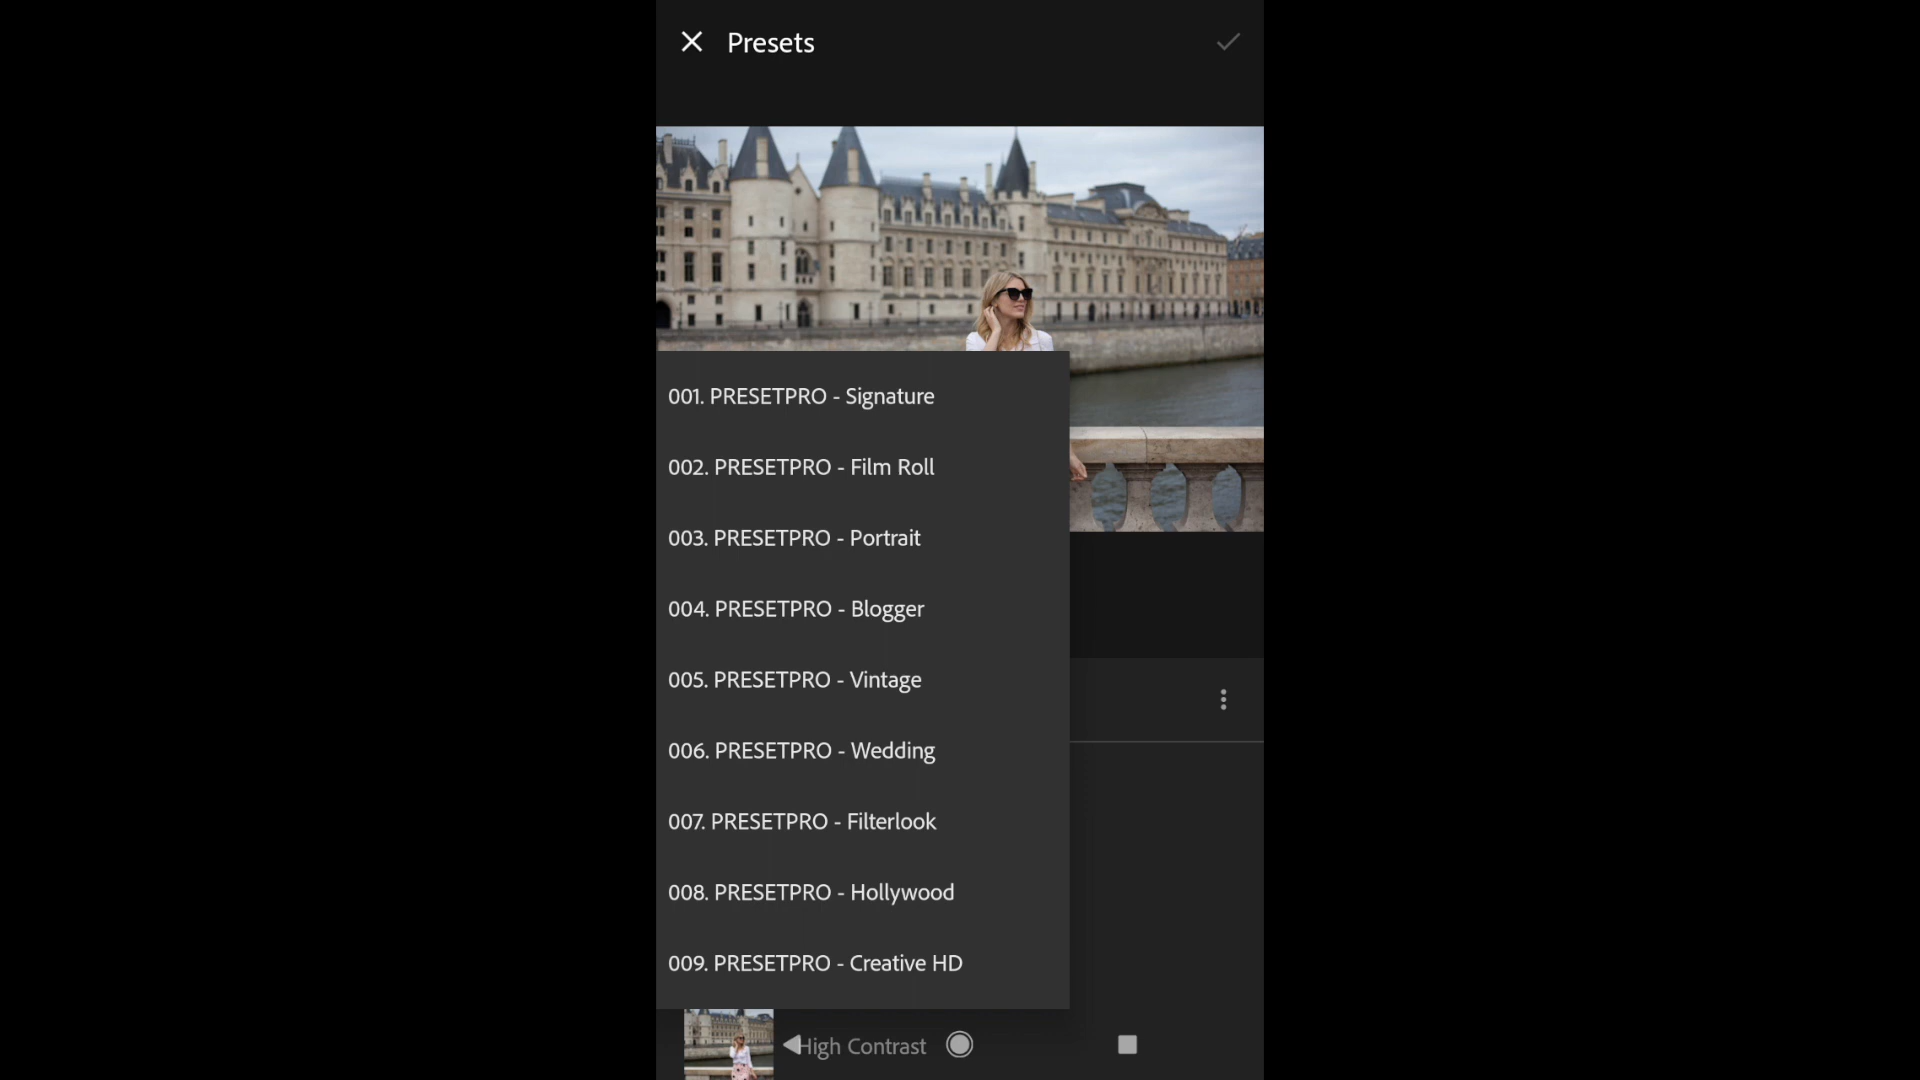 Presets
001. PRESETPRO - Signature
002. PRESETPRO - Film Roll
003. PRESETPRO - Portrait
004. PRESETPRO - Blogger
005. PRESETPRO - Vintage
006. PRESETPRO - Wedding
007. PRESETPRO - Filterlook
008. PRESETPRO - Hollywood
009. PRESETPRO - Creative HD
High Contrast